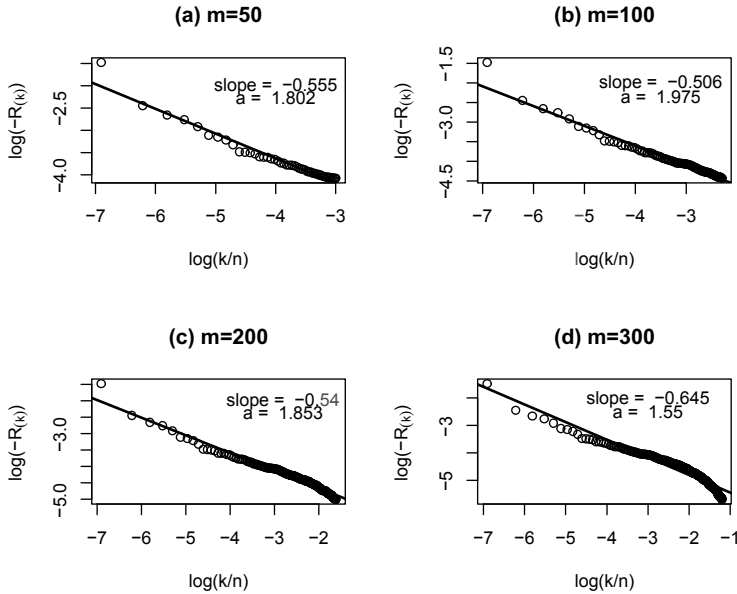 (a) m=50
log(−R(k))
−2.5
−4.0
slope = −0.555
a = 1.802
−7 −6 −5 −4 −3
log(k/n)
(b) m=100
log(−R(k))
−1.5
−3.0
−4.5
slope = −0.506
a = 1.975
−7 −6 −5 −4 −3
log(k/n)
(c) m=200
log(−R(k))
−3.0
−5.0
slope = −0.54
a = 1.853
−7 −6 −5 −4 −3 −2
log(k/n)
(d) m=300
log(−R(k))
−3
−5
slope = −0.645
a = 1.55
−7 −6 −5 −4 −3 −2 −1
log(k/n)